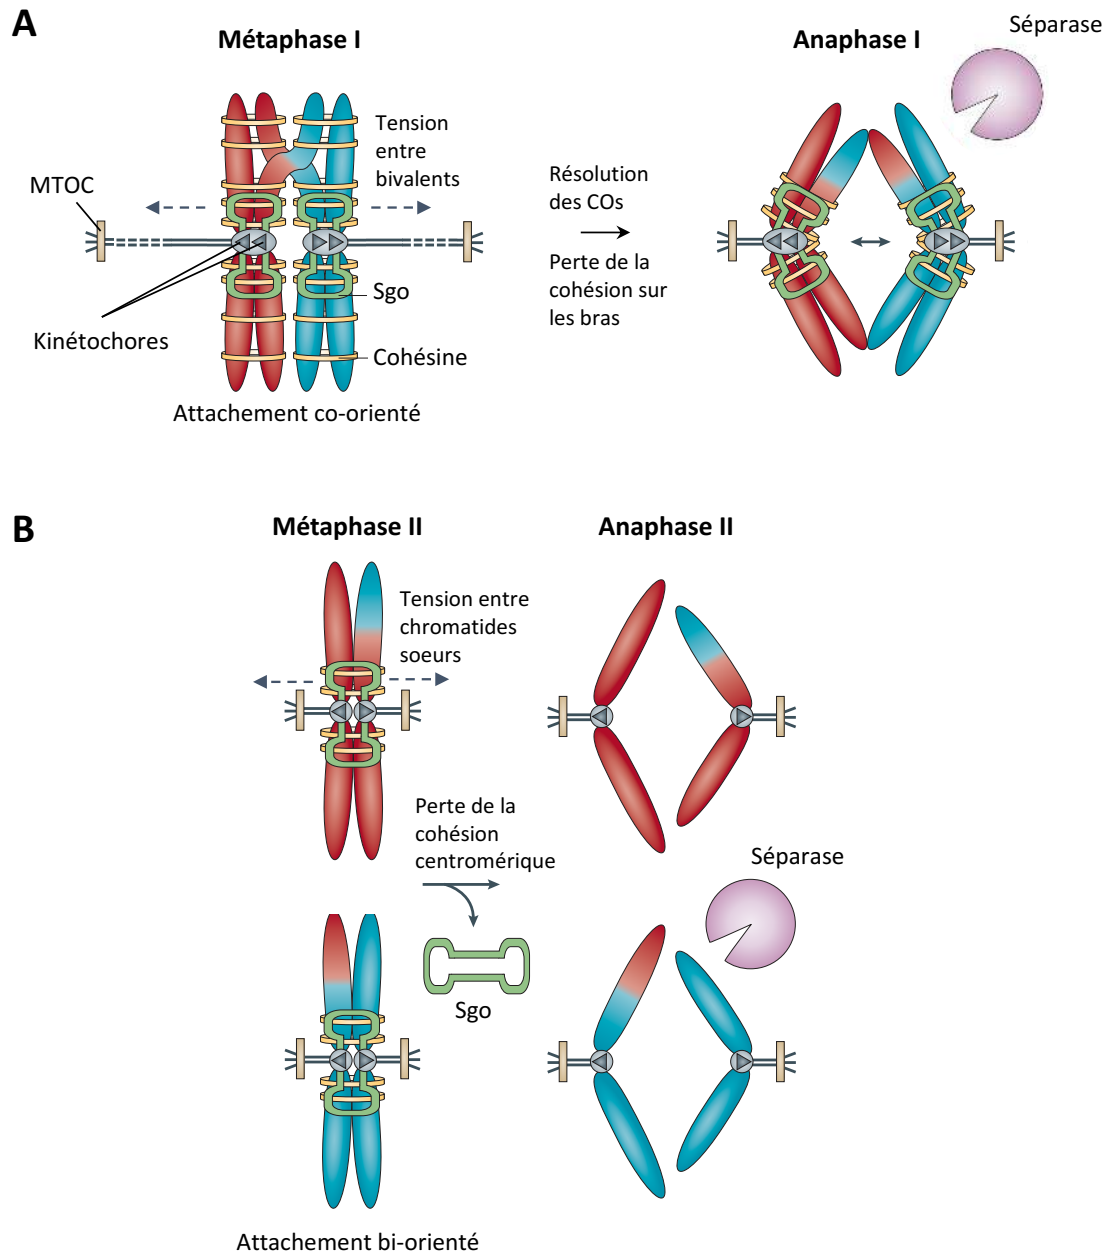 A
Métaphase I
Anaphase I
Séparase
Tension
entre
bivalents
MTOC
Résolution
des COs
Perte de la
cohésion sur
les bras
Sgo
Kinétochores
Cohésine
Attachement co-orienté
B
Métaphase II
Anaphase II
Tension entre
chromatides
soeurs
Perte de la
cohésion
centromérique
Séparase
Sgo
Attachement bi-orienté